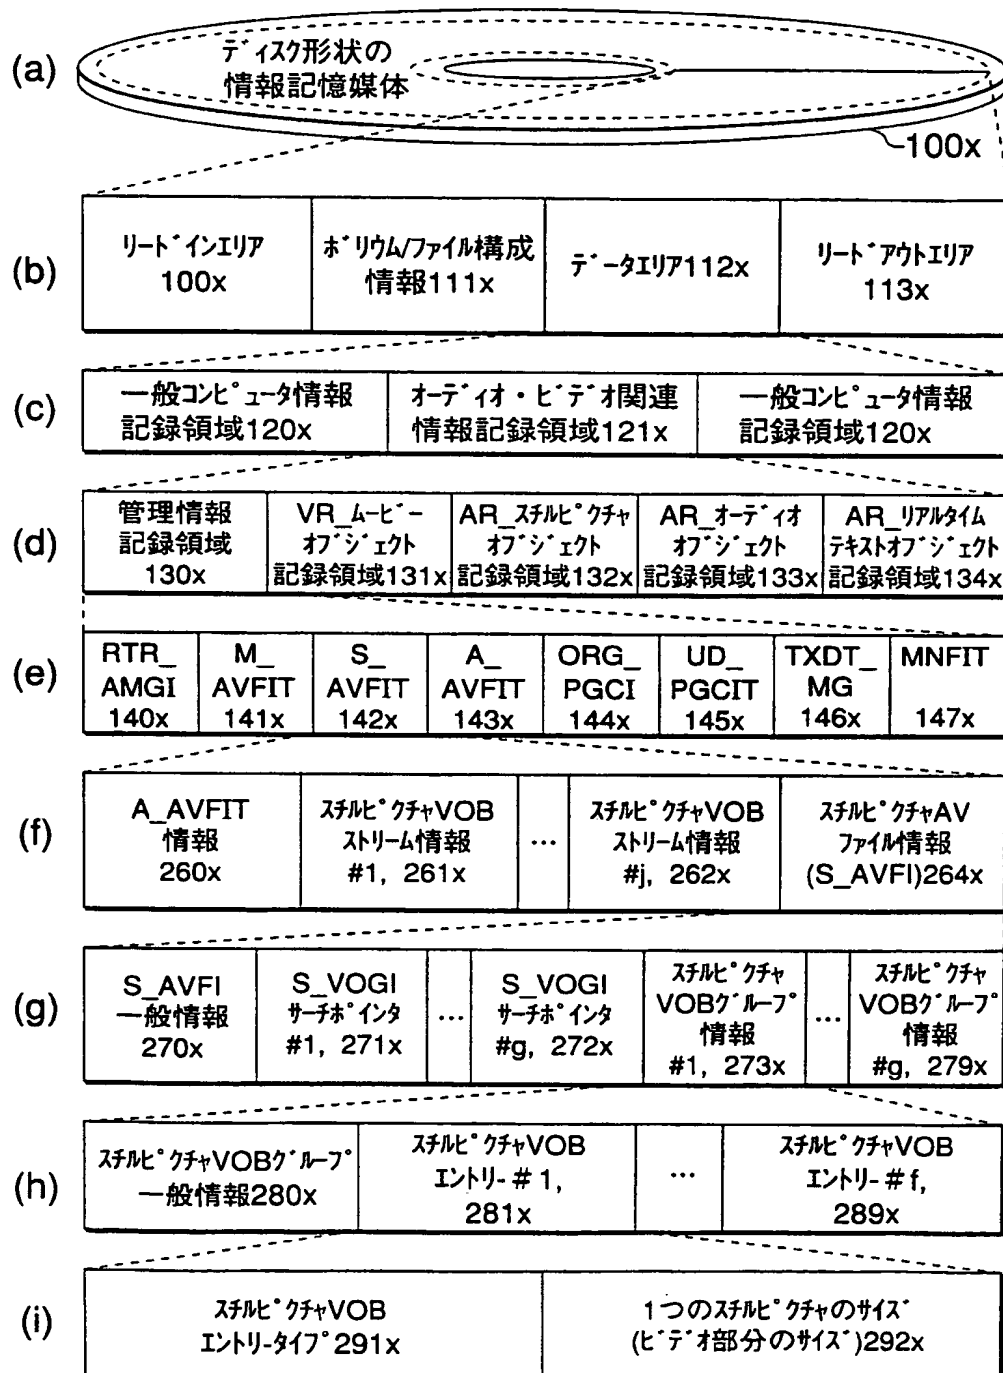 (a)
ディスク形状の
情報記憶媒体
100x
(b)
リードインエリア
100x
ボリウム/ファイル構成
情報111x
データエリア112x
リードアウトエリア
113x
(c)
一般コンピュータ情報
記録領域120x
オーディオ・ビデオ関連
情報記録領域121x
一般コンピュータ情報
記録領域120x
(d)
管理情報
記録領域
130x
VR_ムービー
オブジェクト
記録領域131x
AR_スチルピクチャ
オブジェクト
記録領域132x
AR_オーディオ
オブジェクト
記録領域133x
AR_リアルタイム
テキストオブジェクト
記録領域134x
(e)
RTR_
AMGI
140x
M_
AVFIT
141x
S_
AVFIT
142x
A_
AVFIT
143x
ORG_
PGCI
144x
UD_
PGCIT
145x
TXDT_
MG
146x
MNFIT
147x
(f)
A_AVFIT
情報
260x
スチルピクチャVOB
ストリーム情報
#1, 261x
…
スチルピクチャVOB
ストリーム情報
#j, 262x
スチルピクチャAV
ファイル情報
(S_AVFI)264x
(g)
S_AVFI
一般情報
270x
S_VOGI
サーチポインタ
#1, 271x
…
S_VOGI
サーチポインタ
#g, 272x
スチルピクチャ
VOBグループ
情報
#1, 273x
…
スチルピクチャ
VOBグループ
情報
#g, 279x
(h)
スチルピクチャVOBグループ
一般情報280x
スチルピクチャVOB
エントリ-#1,
281x
…
スチルピクチャVOB
エントリ-#f,
289x
(i)
スチルピクチャVOB
エントリ-タイプ291x
1つのスチルピクチャのサイズ
(ビデオ部分のサイズ)292x